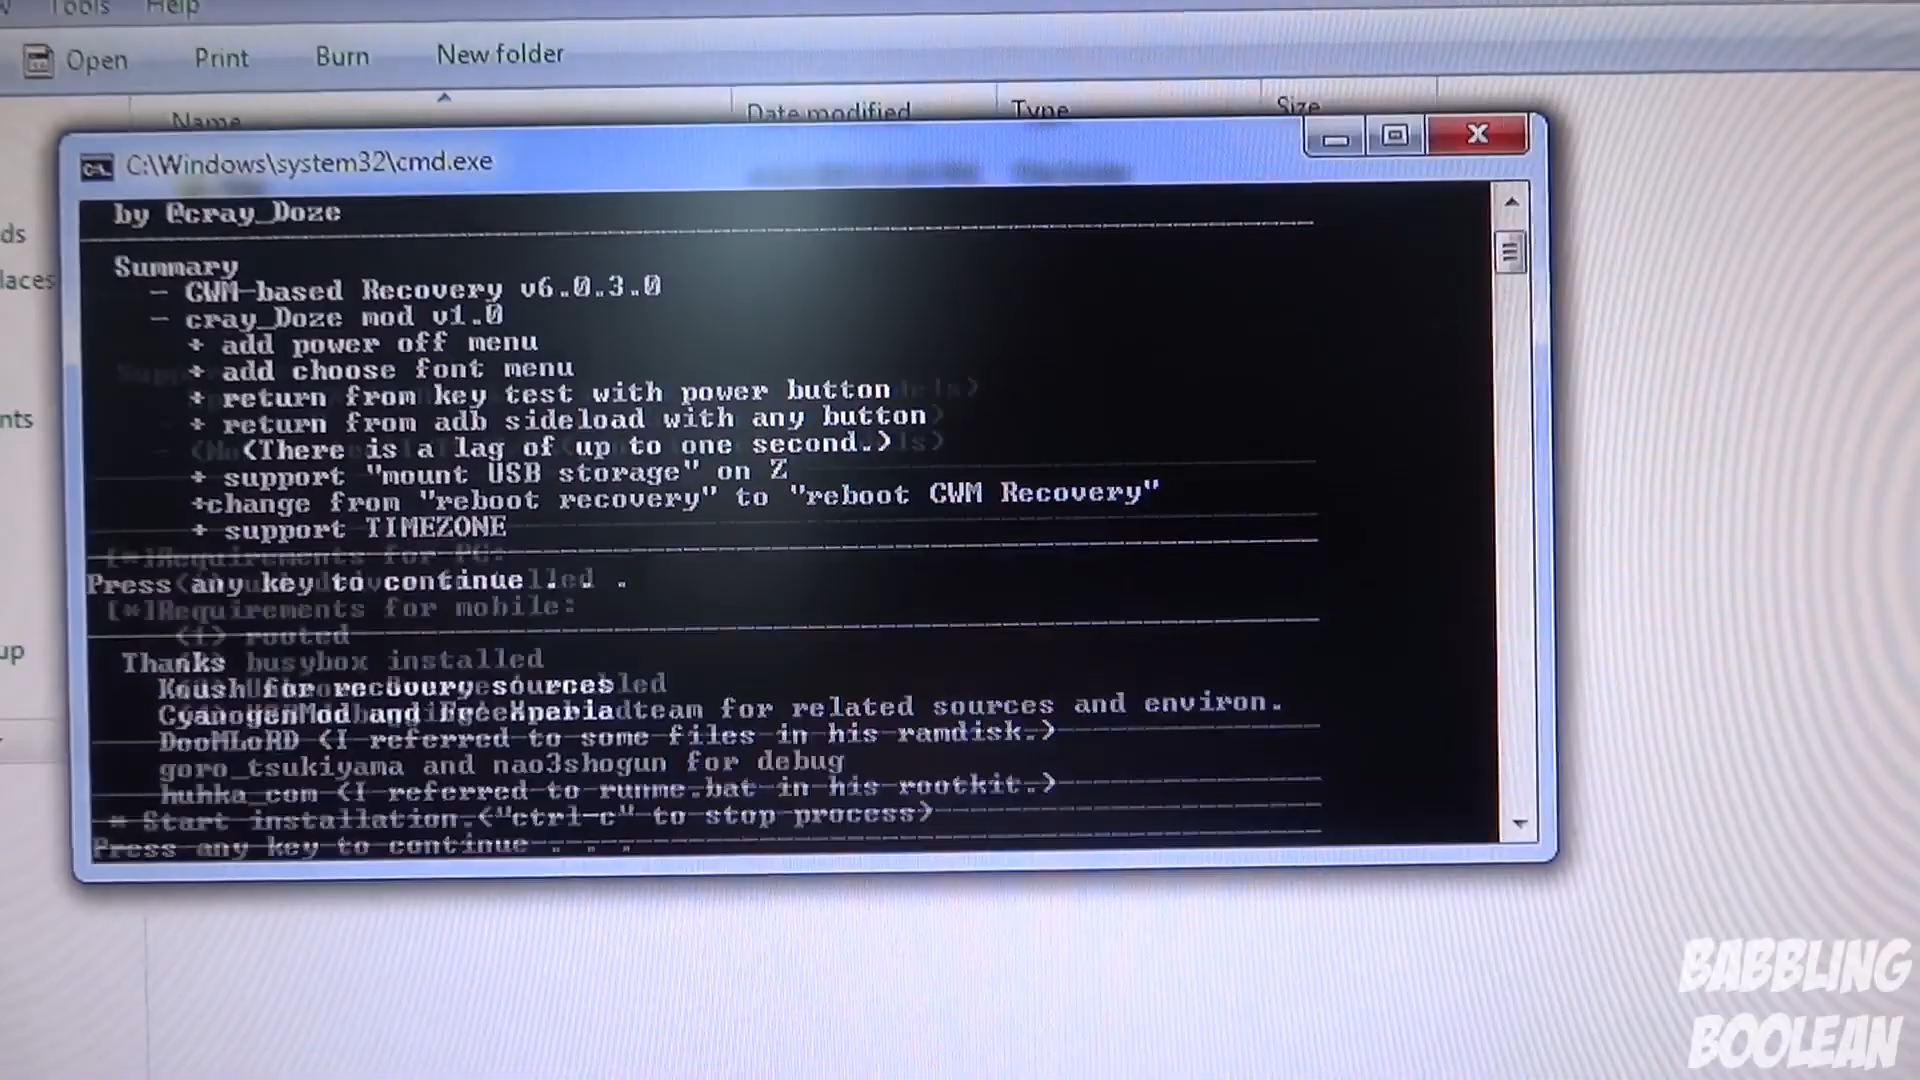 Tools Help
Open Print Burn New folder
Name Date modified Type Size
C:\Windows\system32\cmd.exe
by @cray_Doze
Summary
- CWM-based Recovery v6.0.3.0
- cray_Doze mod v1.0
+ add power off menu
+ add choose font menu
+ return from key test with power button
+ return from adb sideload with any button
(There is a lag of up to one second.)
+ support "mount USB storage" on Z
+change from "reboot recovery" to "reboot CWM Recovery"
+ support TIMEZONE
[*]Requirements for PC:
Press any key to continue . . .
[*]Requirements for mobile:
(1) rooted
Thanks
busybox installed
Koush for recovery sources
CyanogenMod and FreeXperia team for related sources and environ.
DooMLoRD (I referred to some files in his ramdisk.)
goro_tsukiyama and nao3shogun for debug
huhka_com (I referred to runme.bat in his rootkit.)
* Start installation.("ctrl-c" to stop process)
Press any key to continue . . .
ds
laces
nts
up
BABBLING
BOOLEAN